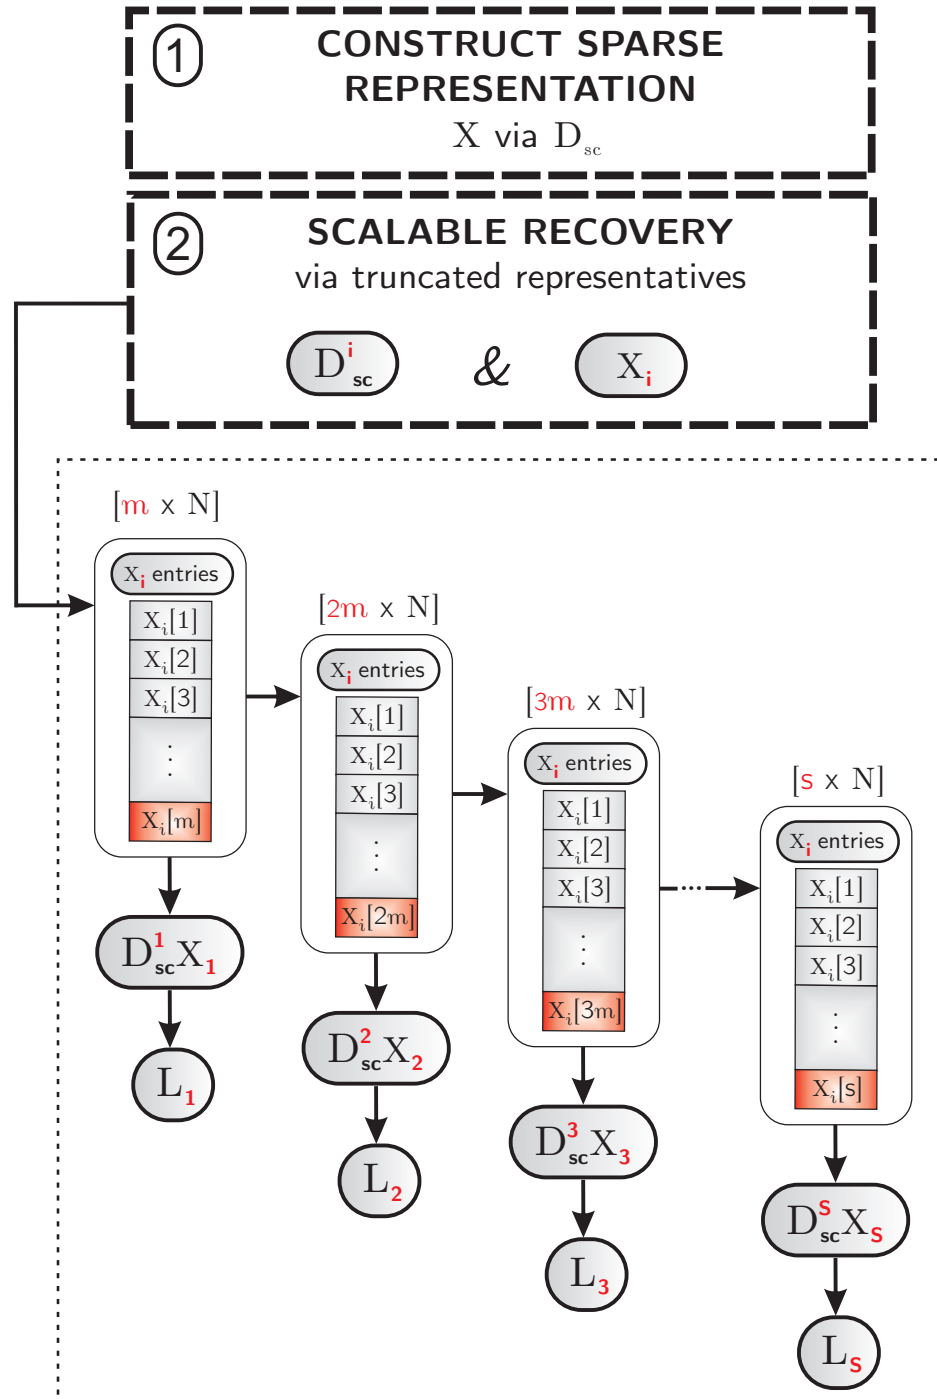 1
CONSTRUCT SPARSE
REPRESENTATION
X via D_sc
2
SCALABLE RECOVERY
via truncated representatives
D^i_sc & X_i
[m x N]
X_i entries
X_i[1]
X_i[2]
X_i[3]
⋮
X_i[m]
D^1_sc X_1
L_1
[2m x N]
X_i entries
X_i[1]
X_i[2]
X_i[3]
⋮
X_i[2m]
D^2_sc X_2
L_2
[3m x N]
X_i entries
X_i[1]
X_i[2]
X_i[3]
⋮
X_i[3m]
D^3_sc X_3
L_3
[s x N]
X_i entries
X_i[1]
X_i[2]
X_i[3]
⋮
X_i[s]
D^S_sc X_S
L_S